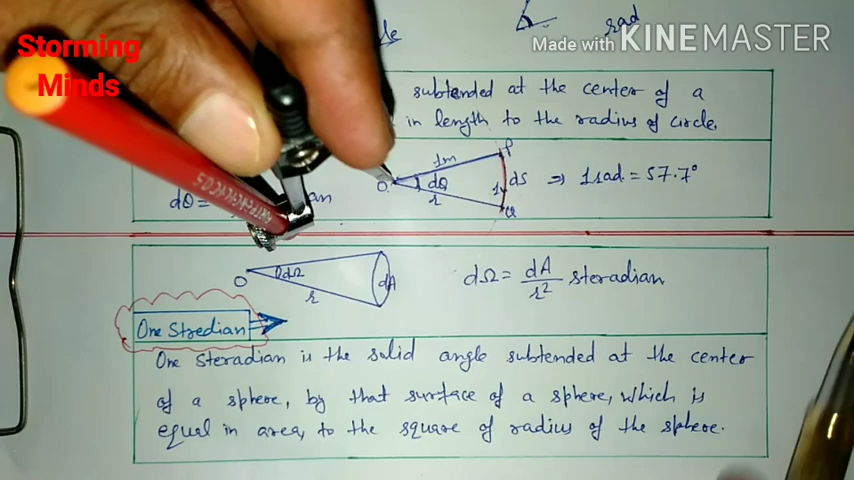 Storming
Minds
rad
Made with KINEMASTER
subtended at the center of a
in length to the radius of circle.
1m
P
O
dθ
r
1
dS
Q
⇒ 1 rad = 57.7°
dθ =
an
O
dΩ
r
dA
dΩ = dA/r² steradian
One Stredian
One steradian is the solid angle subtended at the center
of a sphere, by that surface of a sphere, which is
equal in area, to the square of radius of the sphere.